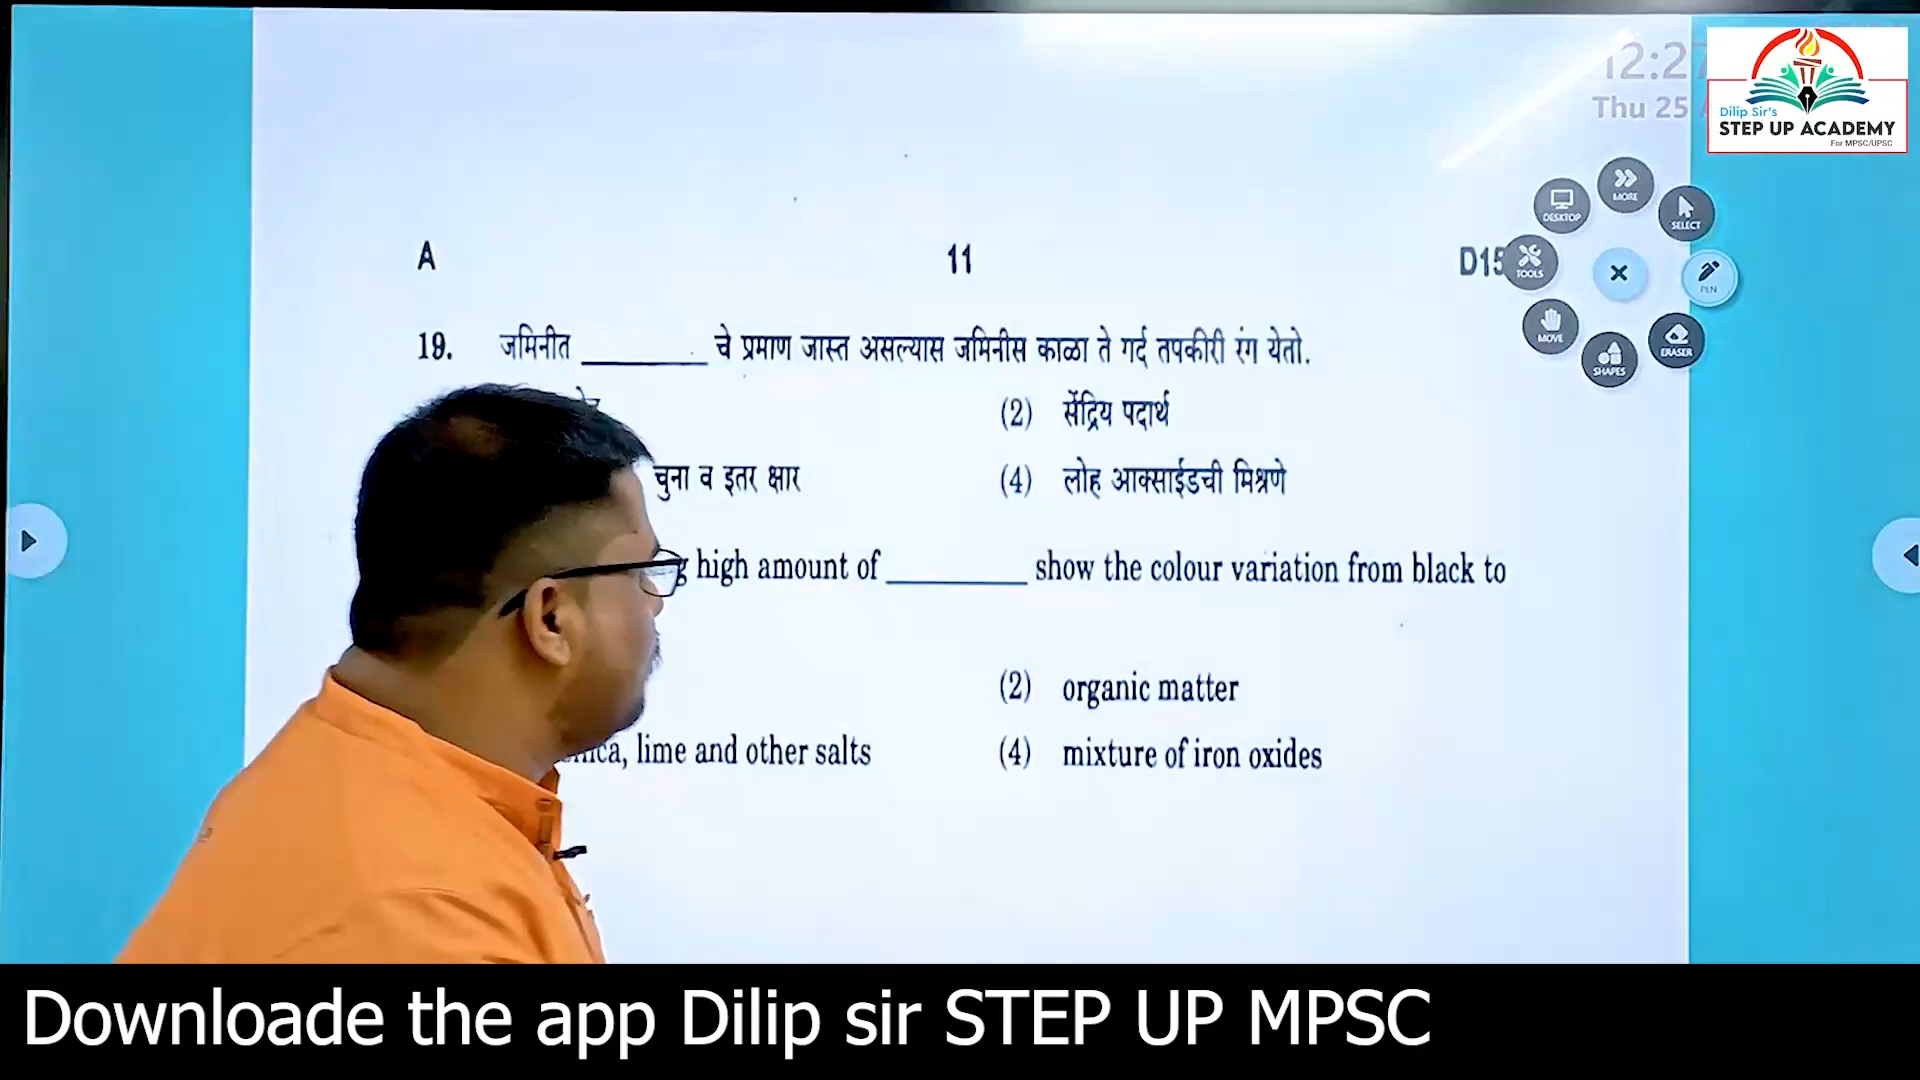 12:27
Thu 25
Dilip Sir's
STEP UP ACADEMY
For MPSC/UPSC
MORE
DESKTOP
SELECT
TOOLS
PEN
MOVE
ERASER
SHAPES
A 11 D15
19. जमिनीत ________ चे प्रमाण जास्त असल्यास जमिनीस काळा ते गर्द तपकीरी रंग येतो.
(2) सेंद्रिय पदार्थ
चुना व इतर क्षार (4) लोह आक्साईडची मिश्रणे
high amount of ________ show the colour variation from black to
(2) organic matter
lime and other salts (4) mixture of iron oxides
Downloade the app Dilip sir STEP UP MPSC